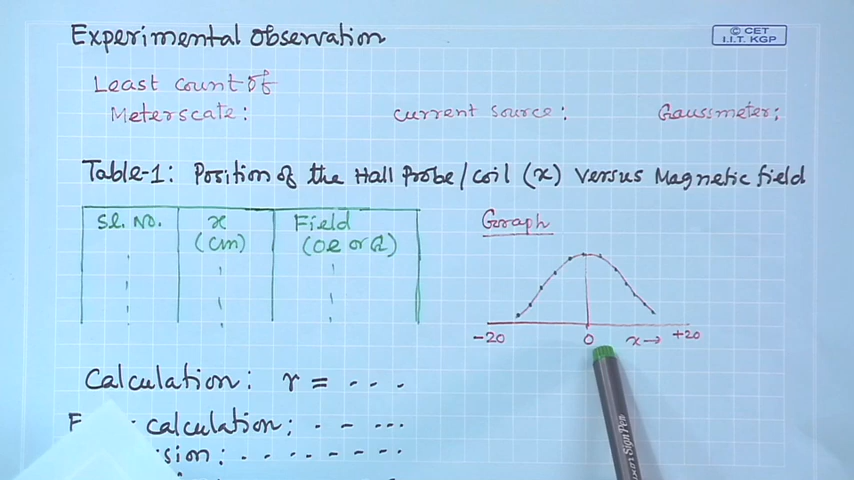 Experimental observation
© CET
I.I.T. KGP
Least count of
Meterscale:
current source:
Gaussmeter:
Table-1: Position of the Hall Probe/coil (x) versus Magnetic field
Sl. No.
x
(cm)
Field
(Oe or G)
Graph
-20
0
x→
+20
Calculation: r = - - -
calculation: - - ---